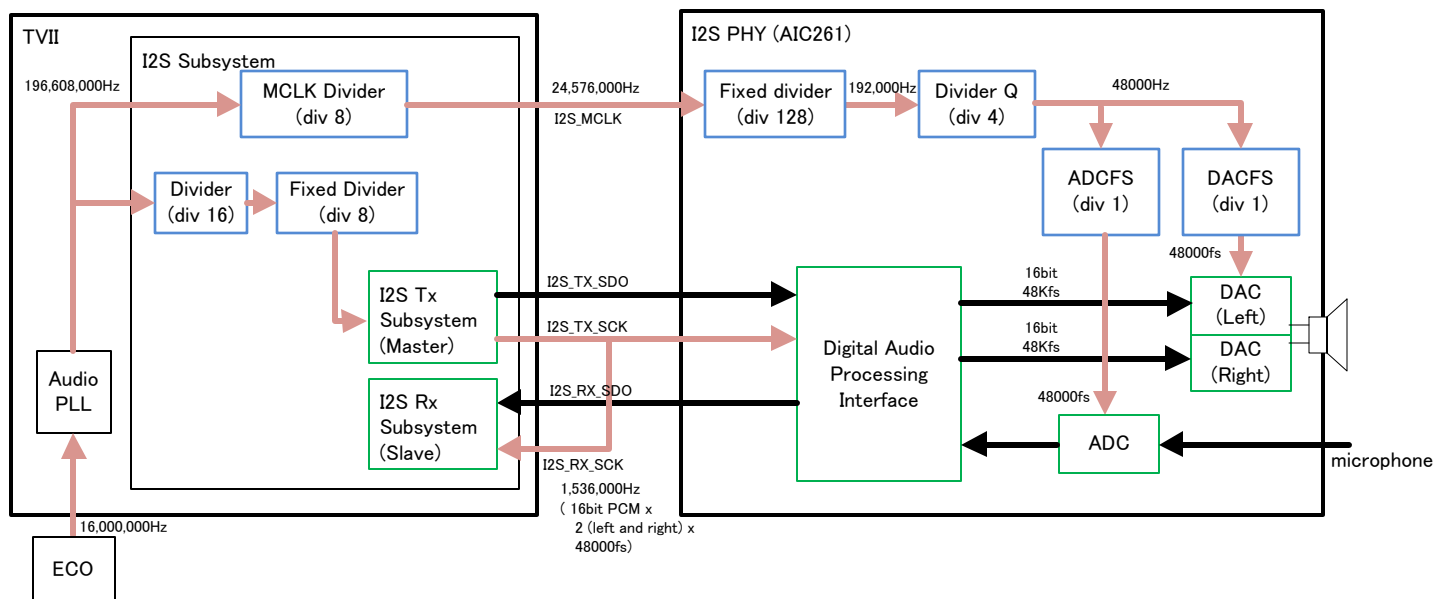 TVII
I2S Subsystem
196,608,000Hz
MCLK Divider
(div 8)
24,576,000Hz
I2S_MCLK
Divider
(div 16)
Fixed Divider
(div 8)
I2S Tx
Subsystem
(Master)
I2S Rx
Subsystem
(Slave)
Audio
PLL
16,000,000Hz
ECO
I2S_TX_SDO
I2S_TX_SCK
I2S_RX_SDO
I2S_RX_SCK
1,536,000Hz
( 16bit PCM x
2 (left and right) x
48000fs)
I2S PHY (AIC261)
Fixed divider
(div 128)
192,000Hz
Divider Q
(div 4)
48000Hz
ADCFS
(div 1)
DACFS
(div 1)
48000fs
Digital Audio
Processing
Interface
16bit
48Kfs
16bit
48Kfs
DAC
(Left)
DAC
(Right)
48000fs
ADC
microphone